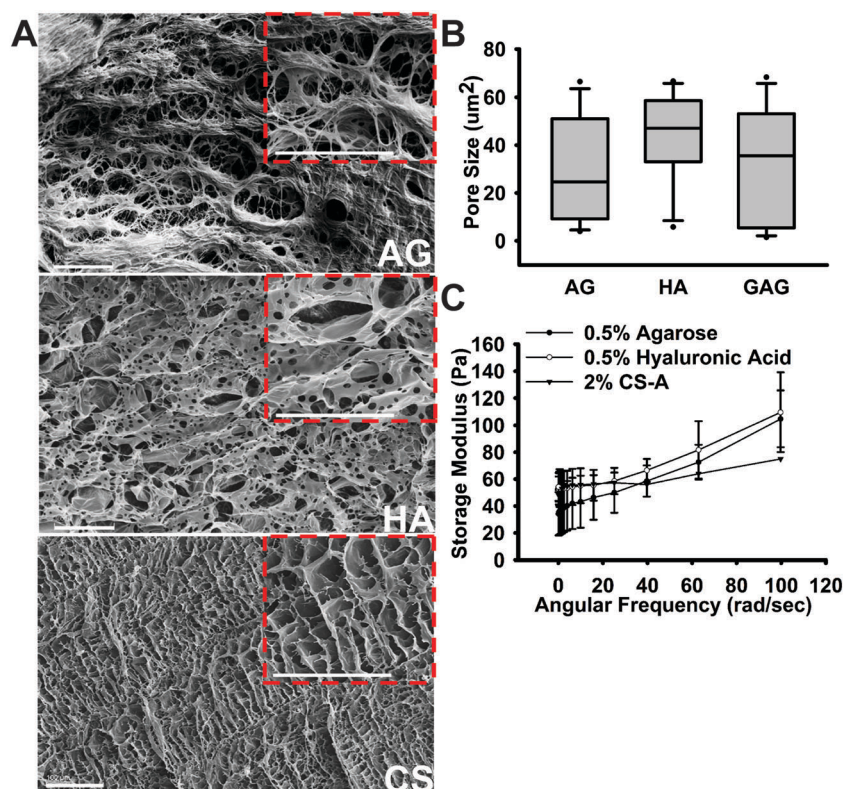 A
AG
HA
100 µm
CS
B
Pore Size (um2)
80
60
40
20
0
AG HA GAG
C
0.5% Agarose
0.5% Hyaluronic Acid
2% CS-A
Storage Modulus (Pa)
160
140
120
100
80
60
40
20
0
0 20 40 60 80 100 120
Angular Frequency (rad/sec)